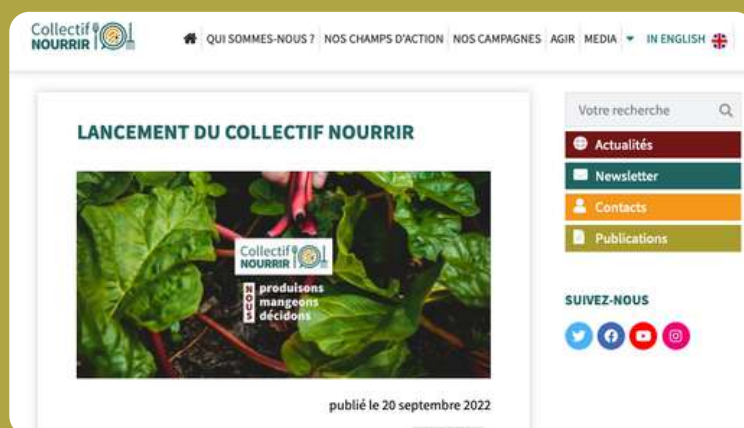 Collectif
NOURRIR
QUI SOMMES-NOUS ? NOS CHAMPS D'ACTION NOS CAMPAGNES AGIR MEDIA IN ENGLISH
LANCEMENT DU COLLECTIF NOURRIR
Collectif
NOURRIR
NOUS
produisons
mangeons
décidons
publié le 20 septembre 2022
Votre recherche
Actualités
Newsletter
Contacts
Publications
SUIVEZ-NOUS